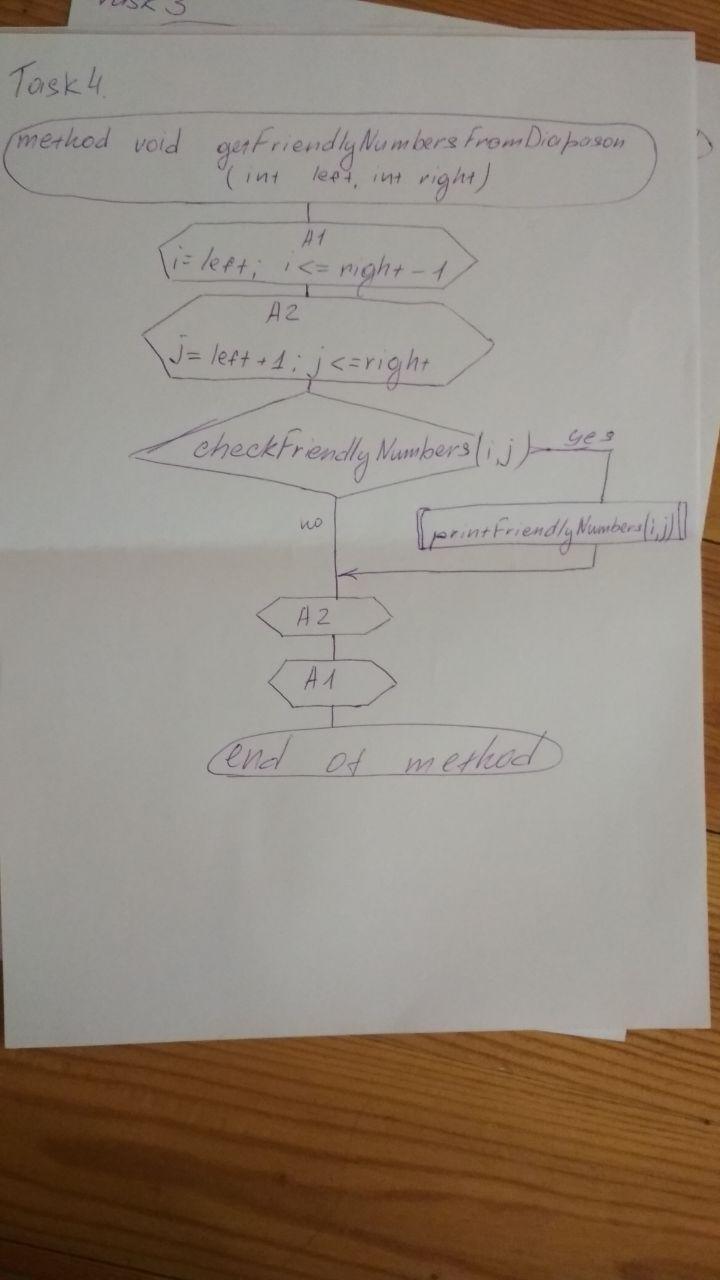 Task 3
Task 4.
method void getFriendlyNumbersFromDiapason
(int left, int right)
A1
i=left; i<=right-1
A2
j=left+1; j<=right
checkFriendlyNumbers(i,j)
yes
no
printFriendlyNumbers(i,j)
A2
A1
end of method